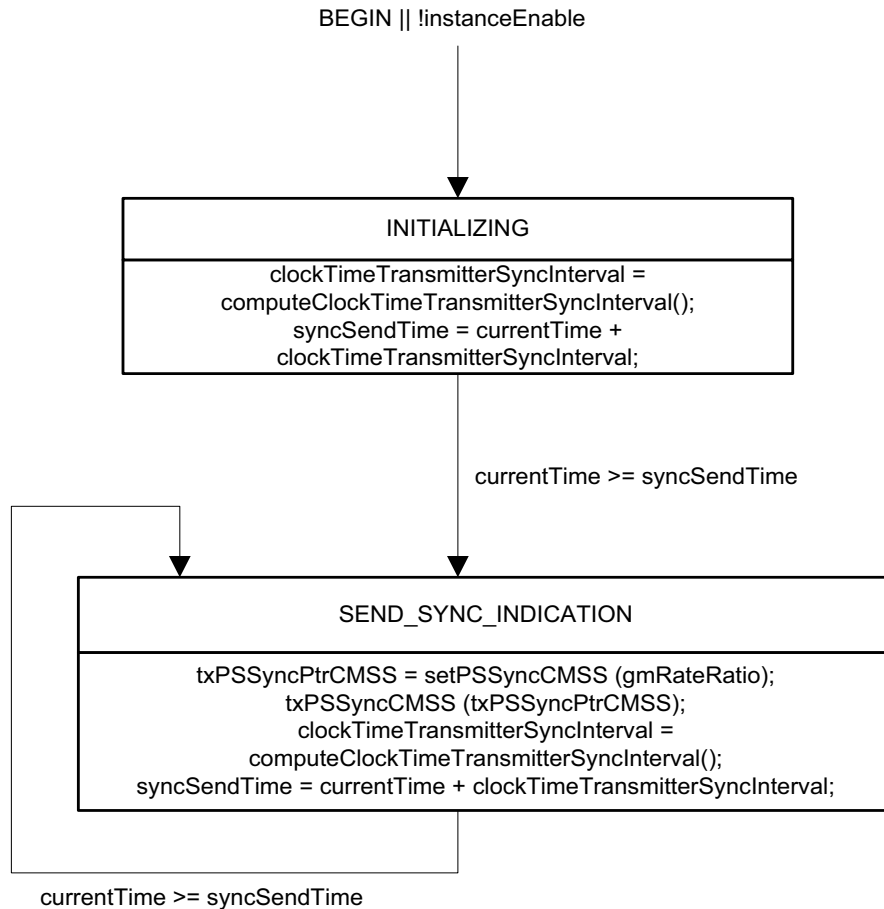 BEGIN || !instanceEnable
INITIALIZING
clockTimeTransmitterSyncInterval =
computeClockTimeTransmitterSyncInterval();
syncSendTime = currentTime +
clockTimeTransmitterSyncInterval;
currentTime >= syncSendTime
SEND_SYNC_INDICATION
txPSSyncPtrCMSS = setPSSyncCMSS (gmRateRatio);
txPSSyncCMSS (txPSSyncPtrCMSS);
clockTimeTransmitterSyncInterval =
computeClockTimeTransmitterSyncInterval();
syncSendTime = currentTime + clockTimeTransmitterSyncInterval;
currentTime >= syncSendTime